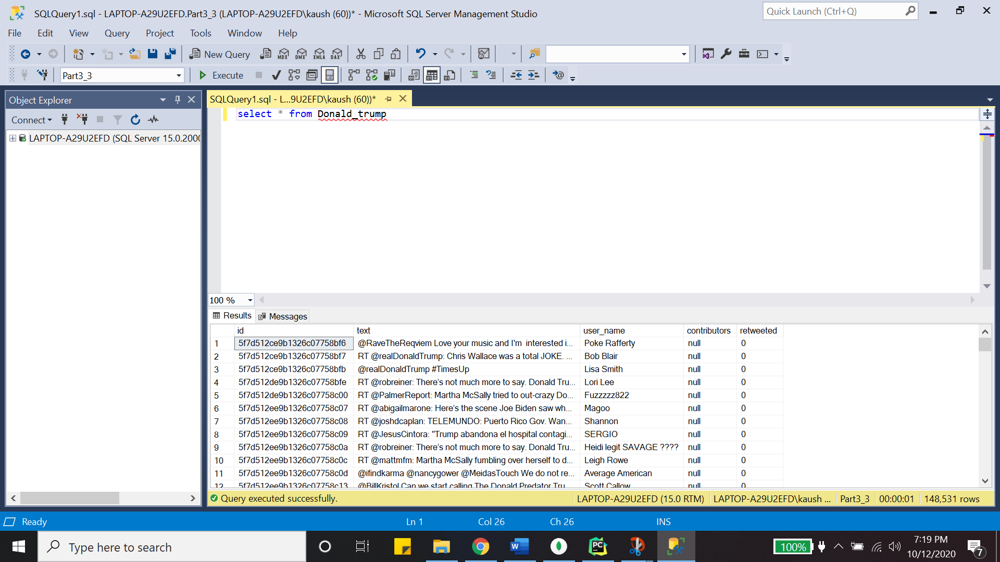 SQLQuery1.sql - LAPTOP-A29U2EFD.Part3_3 (LAPTOP-A29U2EFD\kaush (60))* - Microsoft SQL Server Management Studio
Quick Launch (Ctrl+Q)
File Edit View Query Project Tools Window Help
New Query MDX DMX XMLA DAX
Part3_3 Execute
Object Explorer
SQLQuery1.sql - L...9U2EFD\kaush (60))*
Connect
LAPTOP-A29U2EFD (SQL Server 15.0.2000
select * from Donald_trump
100 %
Results Messages
id text user_name contributors retweeted
1 5f7d512ce9b1326c07758bf6 @RaveTheReqviem Love your music and I'm interested i... Poke Rafferty null 0
2 5f7d512ce9b1326c07758bf7 RT @realDonaldTrump: Chris Wallace was a total JOKE. ... Bob Blair null 0
3 5f7d512ce9b1326c07758bfb @realDonaldTrump #TimesUp Lisa Smith null 0
4 5f7d512de9b1326c07758bfe RT @robreiner: There’s not much more to say. Donald Tru... Lori Lee null 0
5 5f7d512de9b1326c07758c00 RT @PalmerReport: Martha McSally tried to out-crazy Do... Fuzzzzz822 null 0
6 5f7d512ee9b1326c07758c07 RT @abigailmarone: Here’s the scene Joe Biden saw wh... Magoo null 0
7 5f7d512ee9b1326c07758c08 RT @joshdcaplan: TELEMUNDO: Puerto Rico Gov. Wan... Shannon null 0
8 5f7d512ee9b1326c07758c09 RT @JesusCintora: "Trump abandona el hospital contagi... SERGIO null 0
9 5f7d512ee9b1326c07758c0a RT @robreiner: There’s not much more to say. Donald Tru... Heidi legit SAVAGE ???? null 0
10 5f7d512ee9b1326c07758c0c RT @mattmfm: Martha McSally fumbling over herself to d... Leigh Rowe null 0
11 5f7d512ee9b1326c07758c0d @ifindkarma @nancygower @MeidasTouch We do not re... Average American null 0
12 5f7d512ee9b1326c07758c13 @BillKristol Can we start calling The Donald Predator Tru... Scott Callow null 0
Query executed successfully. LAPTOP-A29U2EFD (15.0 RTM) LAPTOP-A29U2EFD\kaush ... Part3_3 00:00:01 148,531 rows
Ready Ln 1 Col 26 Ch 26 INS
Type here to search
W PC
100%
7:19 PM
10/12/2020
7